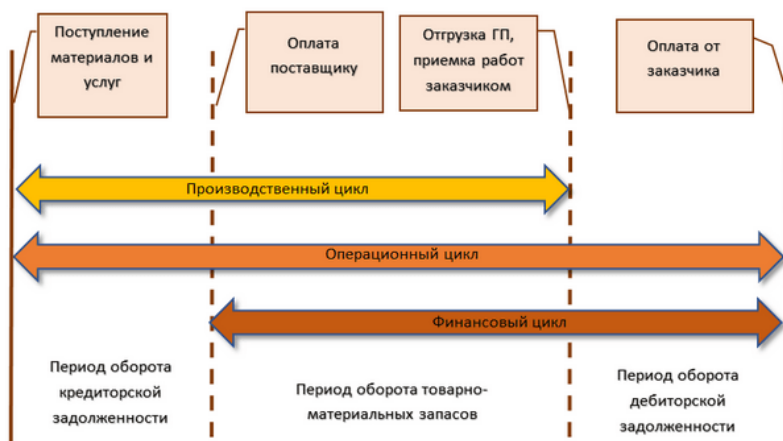 Поступление
материалов и
услуг
Оплата
поставщику
Отгрузка ГП,
приемка работ
заказчиком
Оплата от
заказчика
Производственный цикл
Операционный цикл
Финансовый цикл
Период оборота
кредиторской
задолженности
Период оборота товарно-
материальных запасов
Период оборота
дебиторской
задолженности